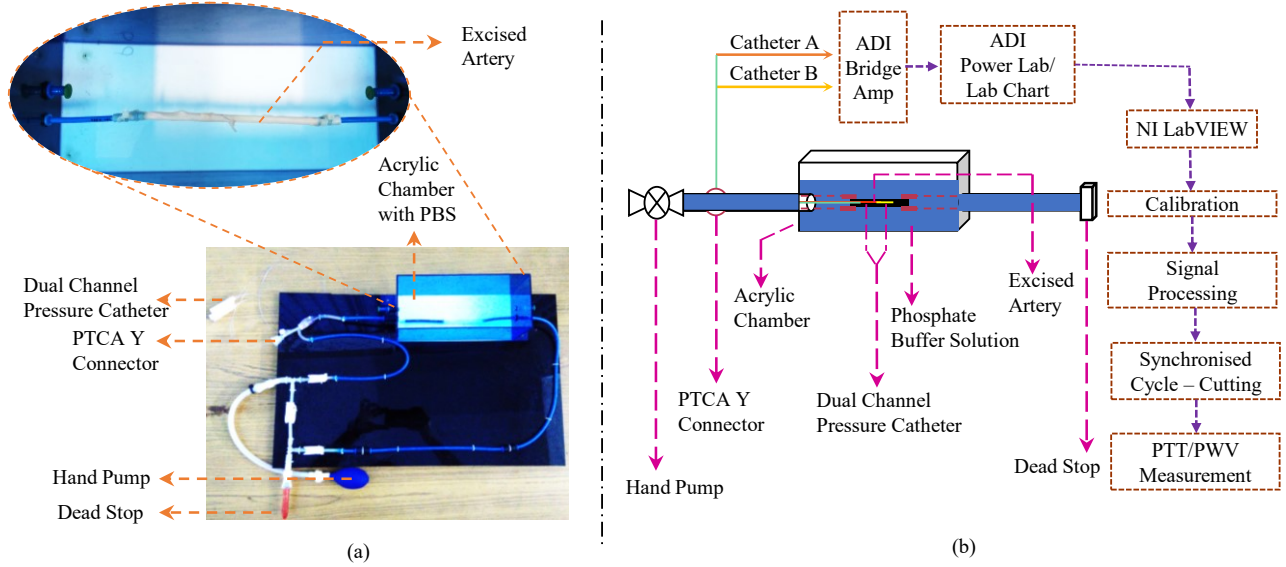 Excised
Artery
Acrylic
Chamber
with PBS
Dual Channel
Pressure Catheter
PTCA Y
Connector
Hand Pump
Dead Stop
(a)
Catheter A
Catheter B
ADI
Bridge
Amp
ADI
Power Lab/
Lab Chart
NI LabVIEW
Calibration
Signal
Processing
Synchronised
Cycle – Cutting
PTT/PWV
Measurement
Acrylic
Chamber
Phosphate
Buffer Solution
Excised
Artery
PTCA Y
Connector
Dual Channel
Pressure Catheter
Hand Pump
Dead Stop
(b)